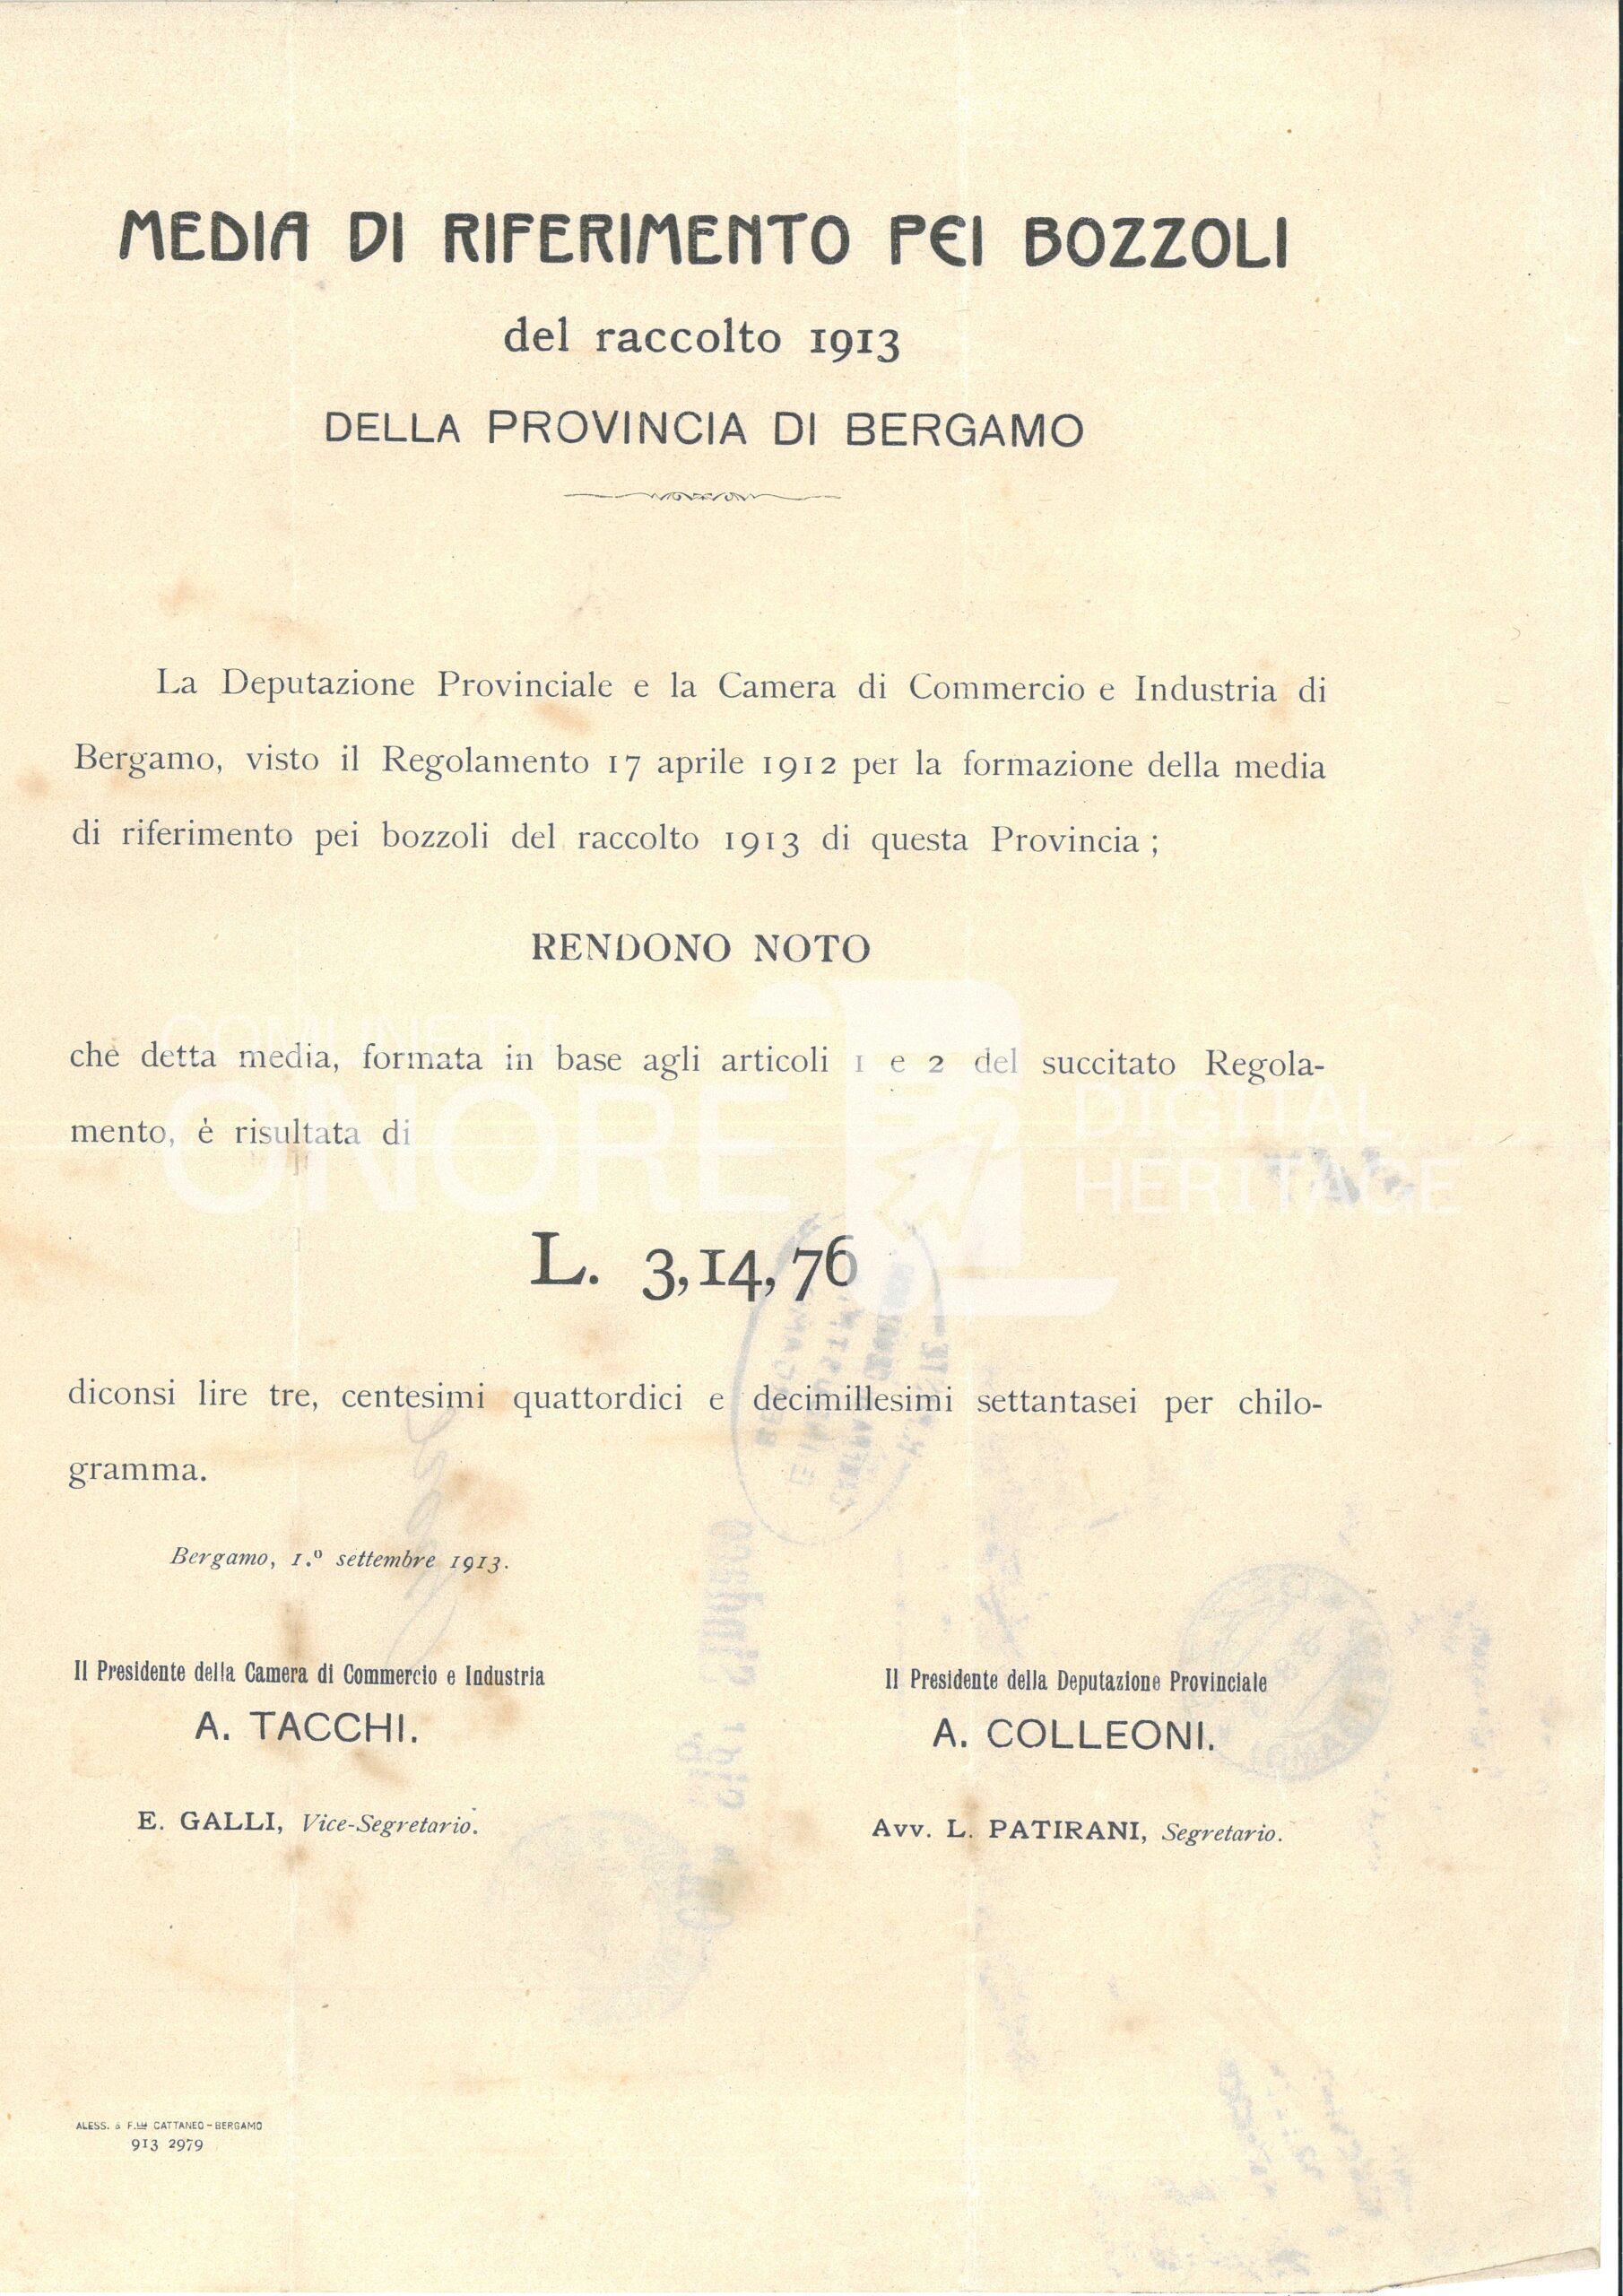 MEDIA DI RIFERIMENTO PEI BOZZOLI
del raccolto 1913
DELLA PROVINCIA DI BERGAMO
La Deputazione Provinciale e la Camera di Commercio e Industria di
Bergamo, visto il Regolamento 17 aprile 1912 per la formazione della media
di riferimento pei bozzoli del raccolto 1913 di questa Provincia ;
RENDONO NOTO
che detta media, formata in base agli articoli 1 e 2 del succitato Regola-
mento, è risultata di
COMUNE DI
ONORE
DIGITAL
HERITAGE
L. 3,14,76
diconsi lire tre, centesimi quattordici e decimillesimi settantasei per chilo-
gramma.
Bergamo, 1.º settembre 1913.
Il Presidente della Camera di Commercio e Industria
A. TACCHI.
E. GALLI, Vice-Segretario.
Il Presidente della Deputazione Provinciale
A. COLLEONI.
Avv. L. PATIRANI, Segretario.
ALESS. & F.LLI CATTANEO - BERGAMO
913 2979